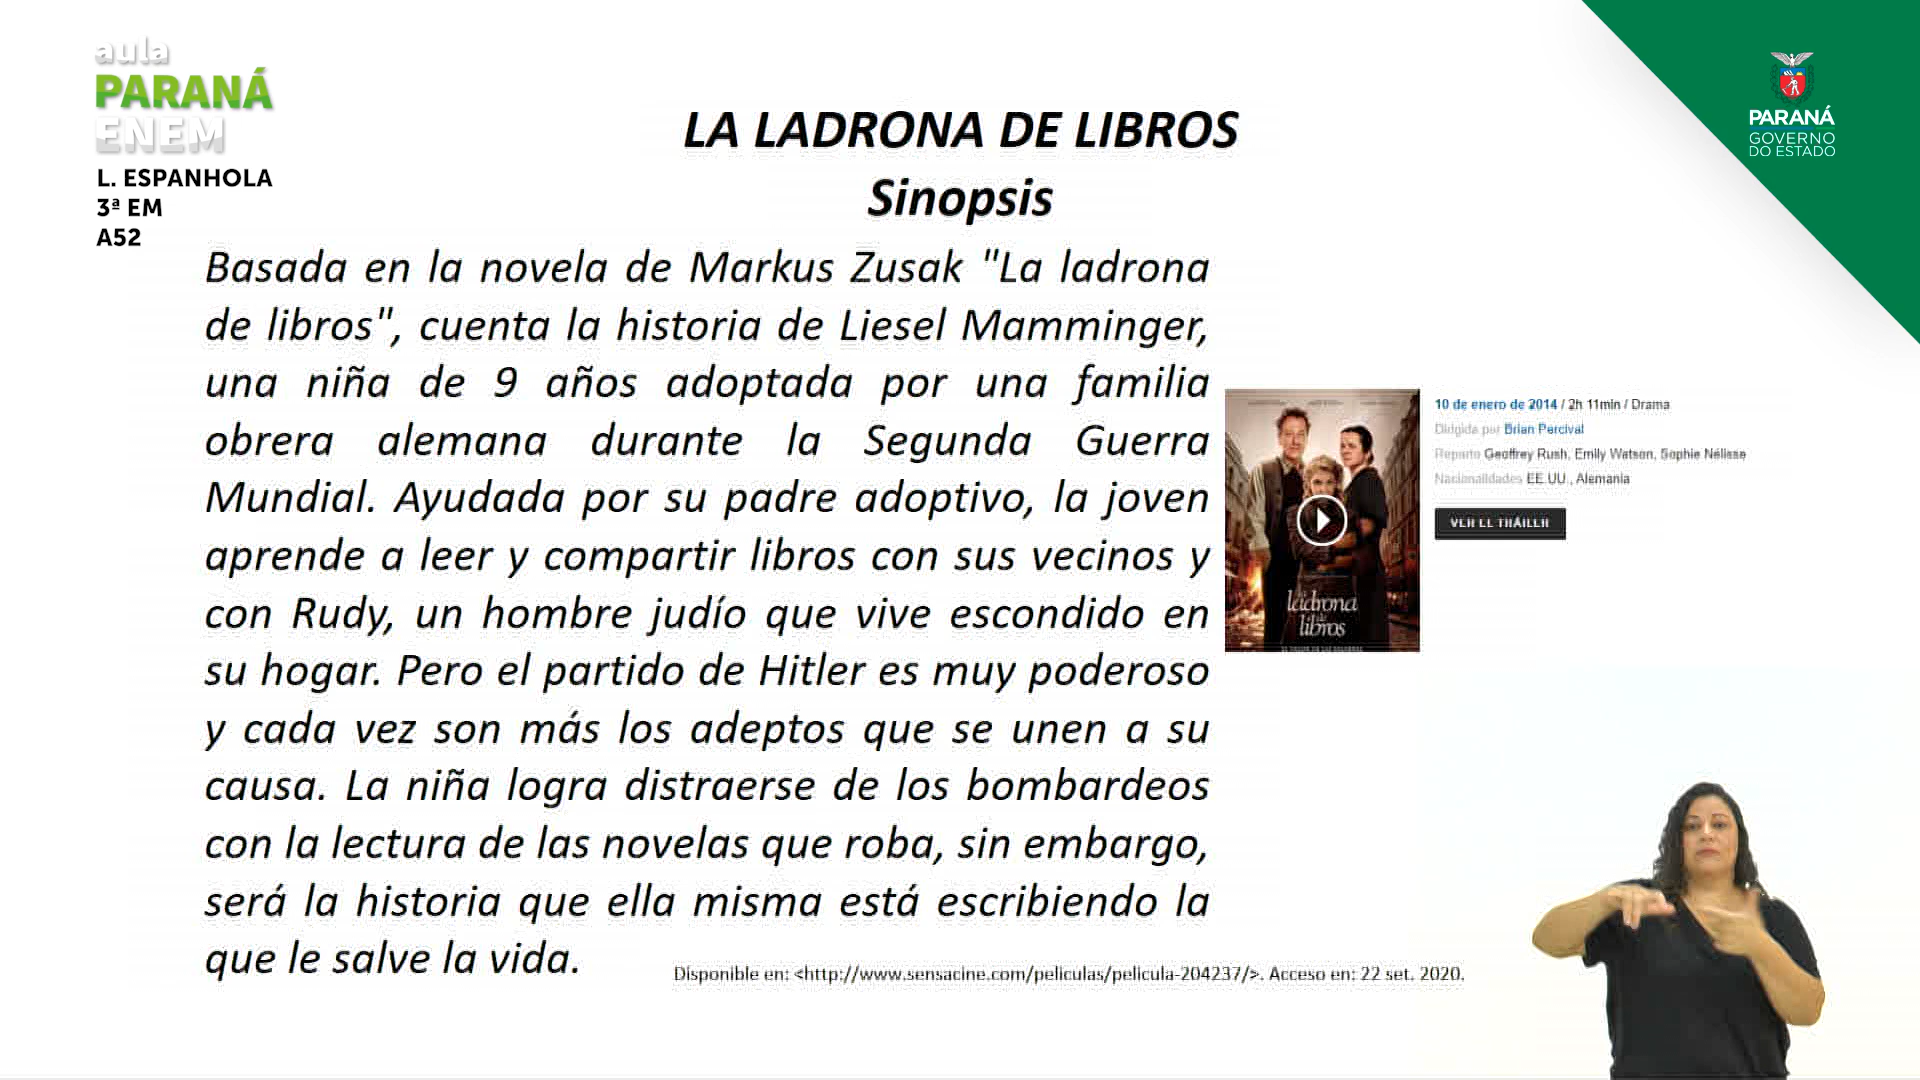 aula
PARANÁ
ENEM
L. ESPANHOLA
3ª EM
A52
PARANÁ
GOVERNO
DO ESTADO
LA LADRONA DE LIBROS
Sinopsis
Basada en la novela de Markus Zusak "La ladrona
de libros", cuenta la historia de Liesel Mamminger,
una niña de 9 años adoptada por una familia
obrera alemana durante la Segunda Guerra
Mundial. Ayudada por su padre adoptivo, la joven
aprende a leer y compartir libros con sus vecinos y
con Rudy, un hombre judío que vive escondido en
su hogar. Pero el partido de Hitler es muy poderoso
y cada vez son más los adeptos que se unen a su
causa. La niña logra distraerse de los bombardeos
con la lectura de las novelas que roba, sin embargo,
será la historia que ella misma está escribiendo la
que le salve la vida.
la ladrona
de
libros
10 de enero de 2014 / 2h 11min / Drama
Dirigida por Brian Percival
Reparto Geoffrey Rush, Emily Watson, Sophie Nélisse
Nacionalidades EE.UU., Alemania
VER EL TRÁILER
Disponible en: <http://www.sensacine.com/peliculas/pelicula-204237/>. Acceso en: 22 set. 2020.